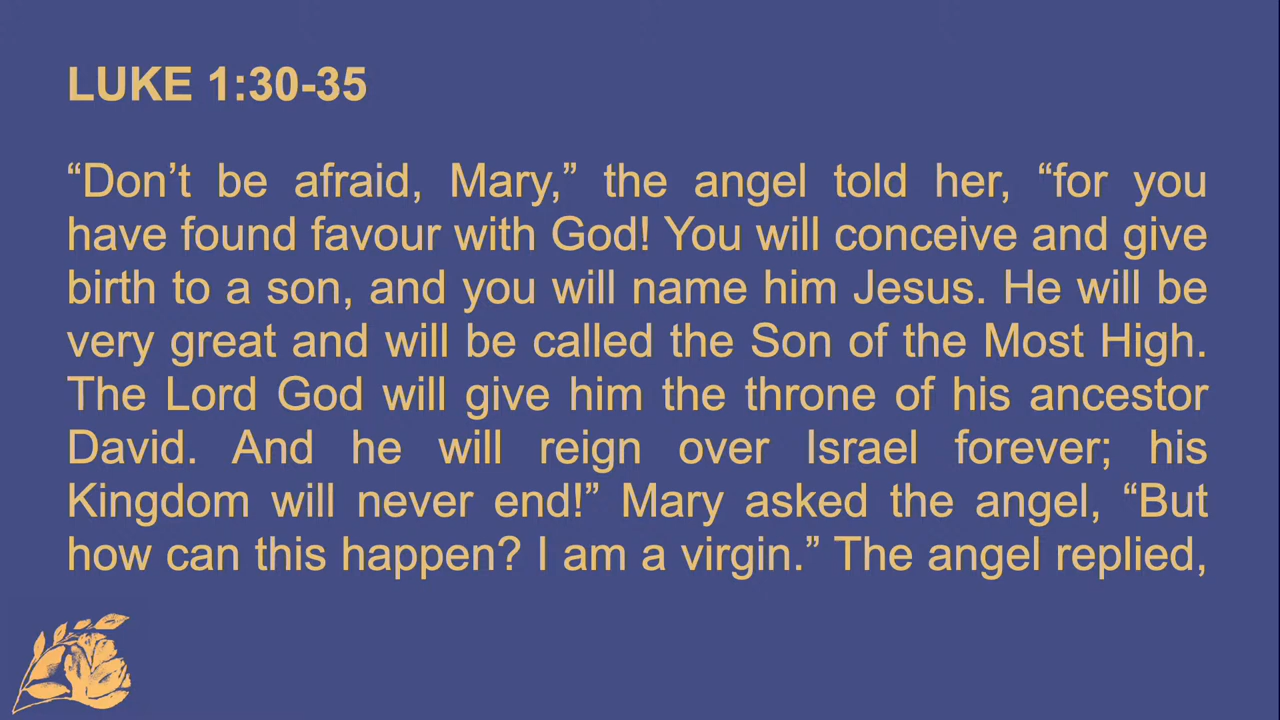 LUKE 1:30-35
“Don’t be afraid, Mary,” the angel told her, “for you
have found favour with God! You will conceive and give
birth to a son, and you will name him Jesus. He will be
very great and will be called the Son of the Most High.
The Lord God will give him the throne of his ancestor
David. And he will reign over Israel forever; his
Kingdom will never end!” Mary asked the angel, “But
how can this happen? I am a virgin.” The angel replied,